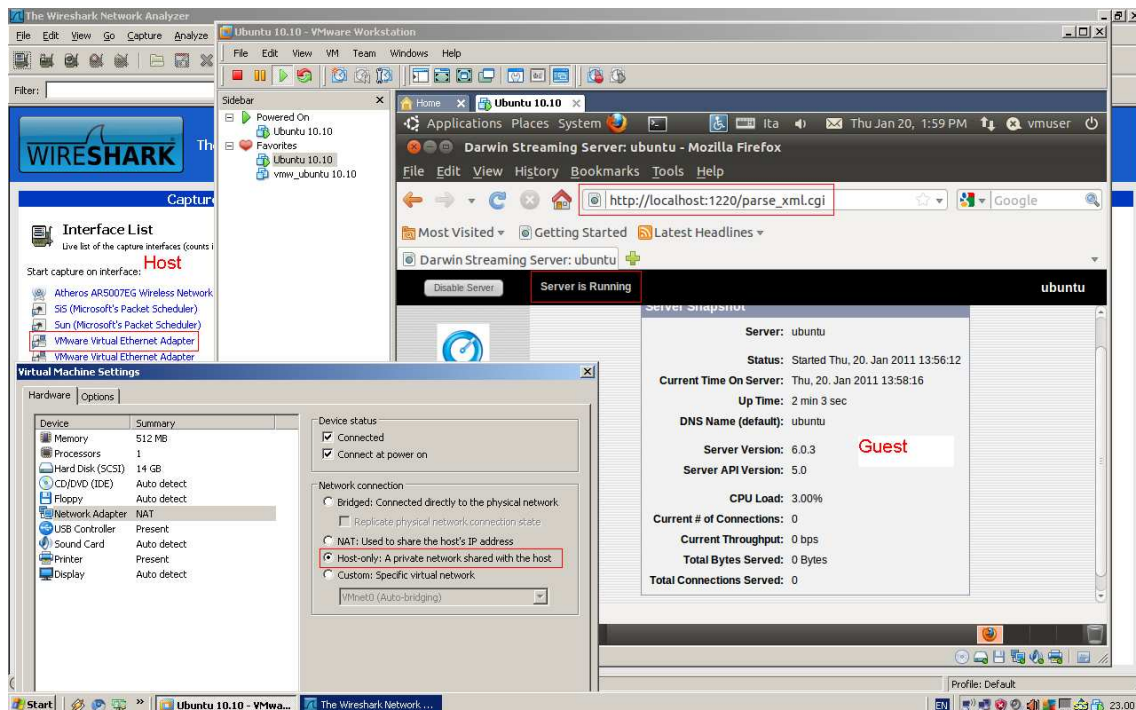 The Wireshark Network Analyzer
File Edit View Go Capture Analyze
Filter:
WIRESHARK
Th
Captur
Interface List
Live list of the capture interfaces (counts i
Host
Start capture on interface:
Atheros AR5007EG Wireless Network
SiS (Microsoft's Packet Scheduler)
Sun (Microsoft's Packet Scheduler)
VMware Virtual Ethernet Adapter
VMware Virtual Ethernet Adapter
Ubuntu 10.10 - VMware Workstation
File Edit View VM Team Windows Help
Sidebar
Powered On
Ubuntu 10.10
Favorites
Ubuntu 10.10
vmw_ubuntu 10.10
Home
Ubuntu 10.10
Applications Places System
Ita
Thu Jan 20, 1:59 PM
vmuser
Darwin Streaming Server: ubuntu - Mozilla Firefox
File Edit View History Bookmarks Tools Help
http://localhost:1220/parse_xml.cgi
Google
Most Visited
Getting Started
Latest Headlines
Darwin Streaming Server: ubuntu
Disable Server
Server is Running
ubuntu
Server Snapshot
Server: ubuntu
Status: Started Thu, 20. Jan 2011 13:56:12
Current Time On Server: Thu, 20. Jan 2011 13:58:16
Up Time: 2 min 3 sec
DNS Name (default): ubuntu
Server Version: 6.0.3
Guest
Server API Version: 5.0
CPU Load: 3.00%
Current # of Connections: 0
Current Throughput: 0 bps
Total Bytes Served: 0 Bytes
Total Connections Served: 0
Virtual Machine Settings
Hardware Options
Device Summary
Memory 512 MB
Processors 1
Hard Disk (SCSI) 14 GB
CD/DVD (IDE) Auto detect
Floppy Auto detect
Network Adapter NAT
USB Controller Present
Sound Card Auto detect
Printer Present
Display Auto detect
Device status
Connected
Connect at power on
Network connection
Bridged: Connected directly to the physical network
Replicate physical network connection state
NAT: Used to share the host's IP address
Host-only: A private network shared with the host
Custom: Specific virtual network
VMnet0 (Auto-bridging)
Profile: Default
Start
Ubuntu 10.10 - VMwa...
The Wireshark Network ...
EN
23.00